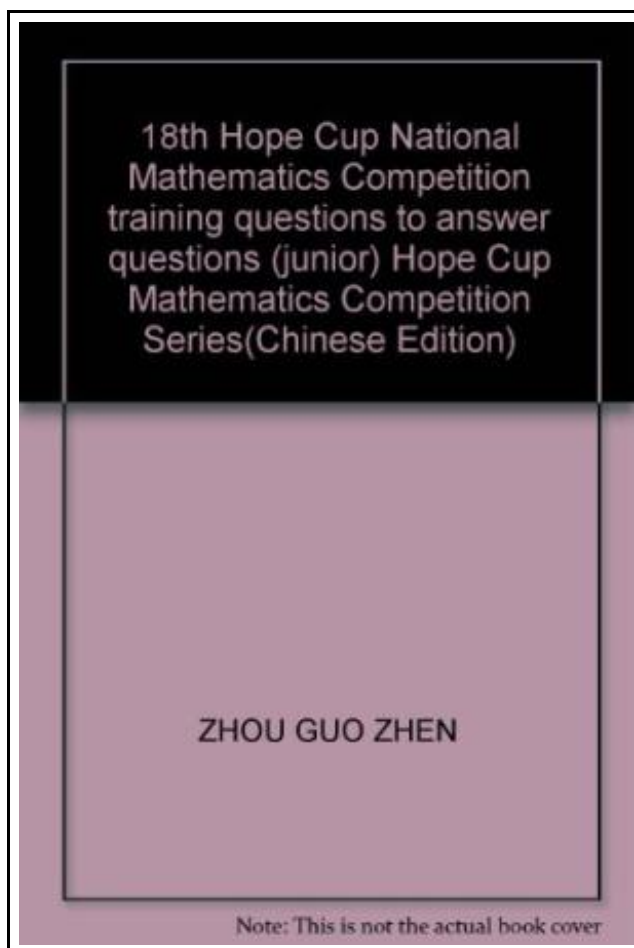 18th Hope Cup National
Mathematics Competition
training questions to answer
questions (junior) Hope Cup
Mathematics Competition
Series(Chinese Edition)
ZHOU GUO ZHEN
Note: This is not the actual book cover